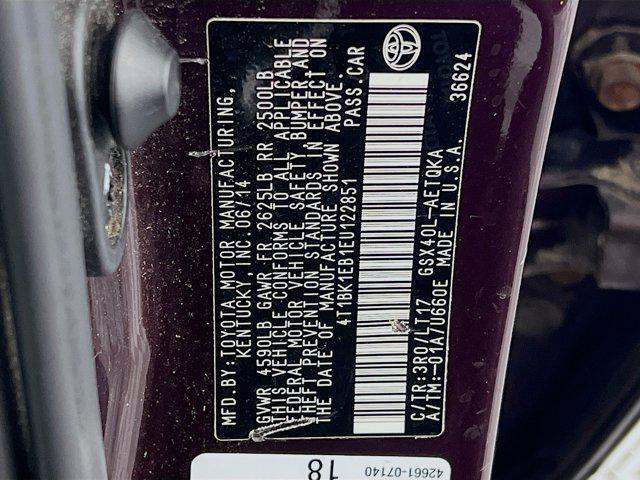 MFD.BY:TOYOTA MOTOR MANUFACTURING,
KENTUCKY, INC. 06/14
GVWR 4590LB GAWR FR 2625LB RR 2500LB
THIS VEHICLE CONFORMS TO ALL APPLICABLE
FEDERAL MOTOR VEHICLE SAFETY, BUMPER AND
THEFT PREVENTION STANDARDS IN EFFECT ON
THE DATE OF MANUFACTURE SHOWN ABOVE.
4T1BK1EB1EU122851 PASS.CAR
C/TR:3R0/LT17 GSX40L-AETQKA
A/TM:-01A/U660E MADE IN U.S.A. 36624
TOYOTA
42661-07140
18